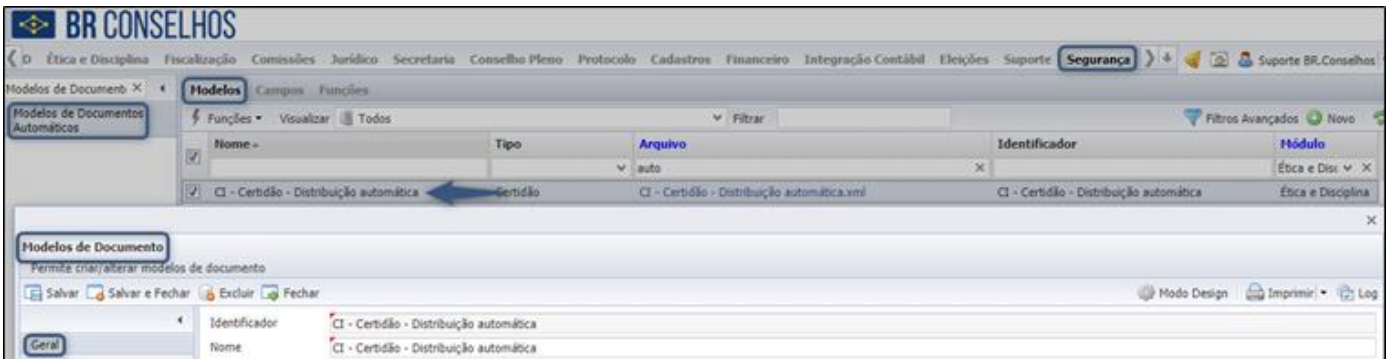 BR CONSELHOS
D Ética e Disciplina Fiscalização Comissões Jurídico Secretaria Conselho Pleno Protocolo Cadastros Financeiro Integração Contábil Eleições Suporte Segurança Suporte BR.Conselhos
Modelos de Documento Modelos Campos Funções
Modelos de Documentos Automáticos
Funções Visualizar Todos Filtrar Filtros Avançados Novo
Nome Tipo Arquivo Identificador Módulo
auto Ética e Disc
CI - Certidão - Distribuição automática Certidão CI - Certidão - Distribuição automática.xml CI - Certidão - Distribuição automática Ética e Disciplina
Modelos de Documento
Permite criar/alterar modelos de documento
Salvar Salvar e Fechar Excluir Fechar Modo Design Imprimir Log
Identificador CI - Certidão - Distribuição automática
Geral
Nome CI - Certidão - Distribuição automática